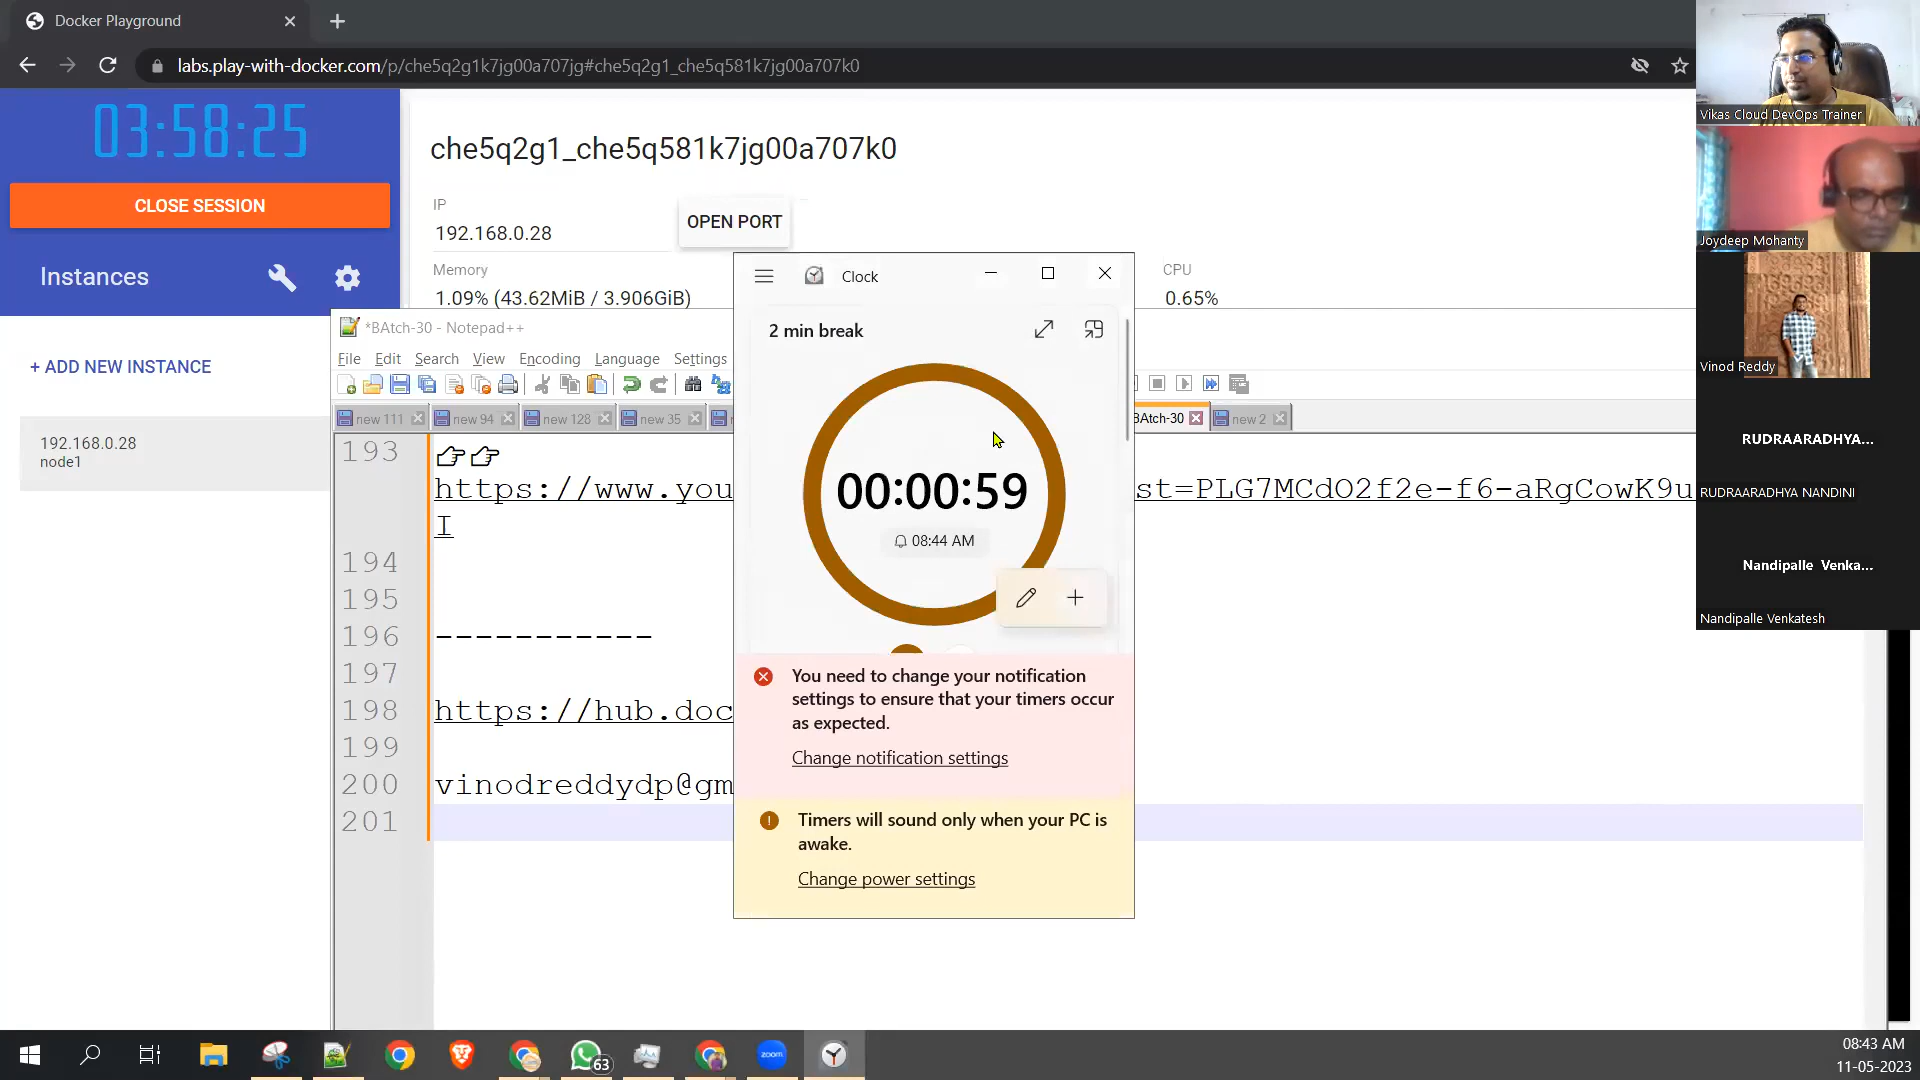 Docker Playground
labs.play-with-docker.com/p/che5q2g1k7jg00a707jg#che5q2g1_che5q581k7jg00a707k0
03:58:25
CLOSE SESSION
Instances
+ ADD NEW INSTANCE
192.168.0.28
node1
che5q2g1_che5q581k7jg00a707k0
IP
192.168.0.28
OPEN PORT
Memory
1.09% (43.62MiB / 3.906GiB)
CPU
0.65%
*BAtch-30 - Notepad++
File Edit Search View Encoding Language Settings
new 111 new 94 new 128 new 35 BAtch-30 new 2
193
https://www.you st=PLG7MCdO2f2e-f6-aRgCowK9u
I
194
195
196 -----------
197
198 https://hub.doc
199
200 vinodreddydp@gm
201
Clock
2 min break
00:00:59
08:44 AM
You need to change your notification
settings to ensure that your timers occur
as expected.
Change notification settings
Timers will sound only when your PC is
awake.
Change power settings
Vikas Cloud DevOps Trainer
Joydeep Mohanty
Vinod Reddy
RUDRAARADHYA...
RUDRAARADHYA NANDINI
Nandipalle Venka...
Nandipalle Venkatesh
63
zoom
08:43 AM
11-05-2023